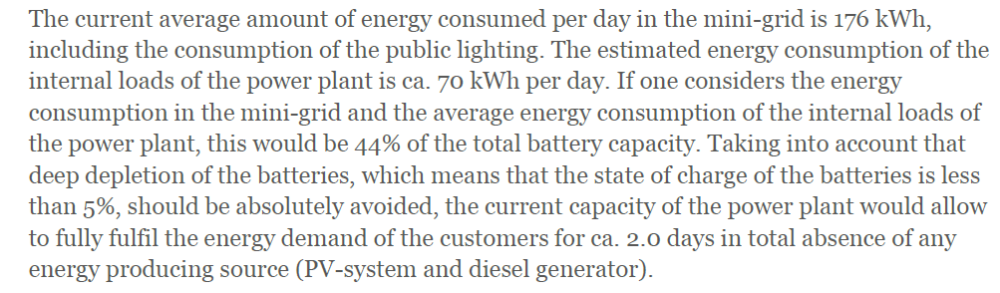 The current average amount of energy consumed per day in the mini-grid is 176 kWh,
including the consumption of the public lighting. The estimated energy consumption of the
internal loads of the power plant is ca. 70 kWh per day. If one considers the energy
consumption in the mini-grid and the average energy consumption of the internal loads of
the power plant, this would be 44% of the total battery capacity. Taking into account that
deep depletion of the batteries, which means that the state of charge of the batteries is less
than 5%, should be absolutely avoided, the current capacity of the power plant would allow
to fully fulfil the energy demand of the customers for ca. 2.0 days in total absence of any
energy producing source (PV-system and diesel generator).